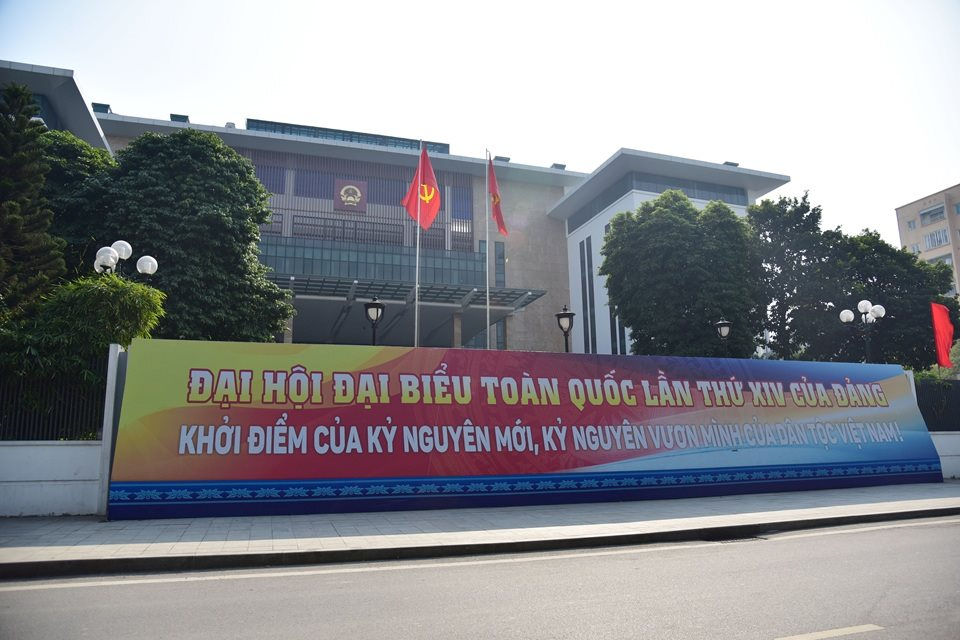 ĐẠI HỘI ĐẠI BIỂU TOÀN QUỐC LẦN THỨ XIV CỦA ĐẢNG
KHỞI ĐIỂM CỦA KỶ NGUYÊN MỚI, KỶ NGUYÊN VƯƠN MÌNH CỦA DÂN TỘC VIỆT NAM!